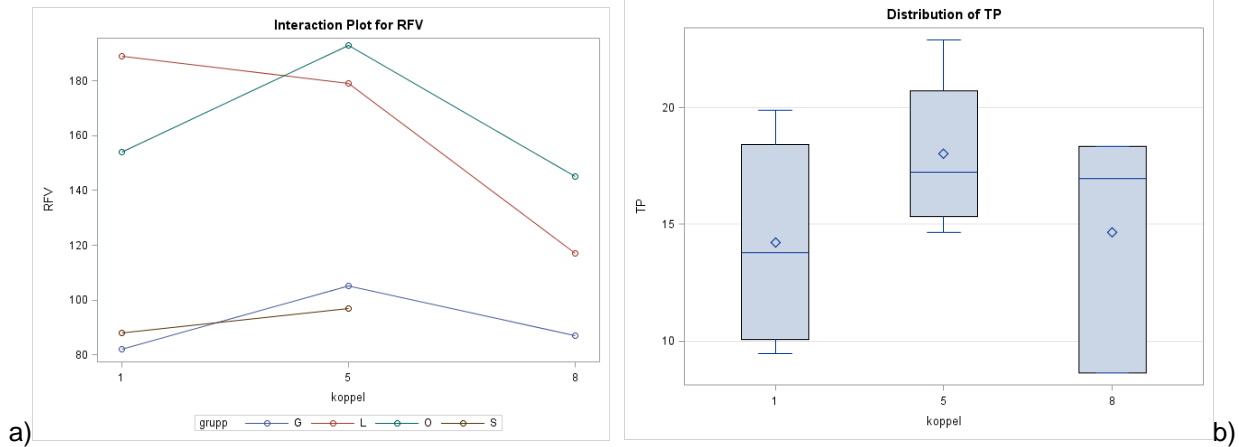 Interaction Plot for RFV
RFV
180
160
140
120
100
80
1 5 8
koppel
grupp G L O S
a)
Distribution of TP
TP
20
15
10
1 5 8
koppel
b)